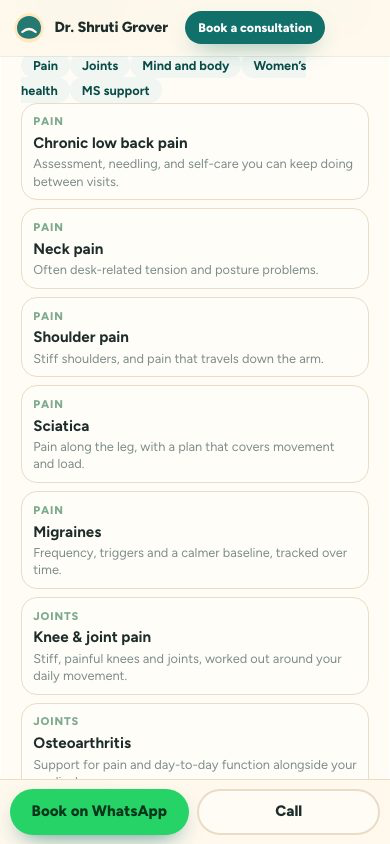 Dr. Shruti Grover
Book a consultation
Pain Joints Mind and body Women's
health MS support
PAIN
Chronic low back pain
Assessment, needling, and self-care you can keep doing
between visits.
PAIN
Neck pain
Often desk-related tension and posture problems.
PAIN
Shoulder pain
Stiff shoulders, and pain that travels down the arm.
PAIN
Sciatica
Pain along the leg, with a plan that covers movement
and load.
PAIN
Migraines
Frequency, triggers and a calmer baseline, tracked over
time.
JOINTS
Knee & joint pain
Stiff, painful knees and joints, worked out around your
daily movement.
JOINTS
Osteoarthritis
Support for pain and day-to-day function alongside your
Book on WhatsApp
Call